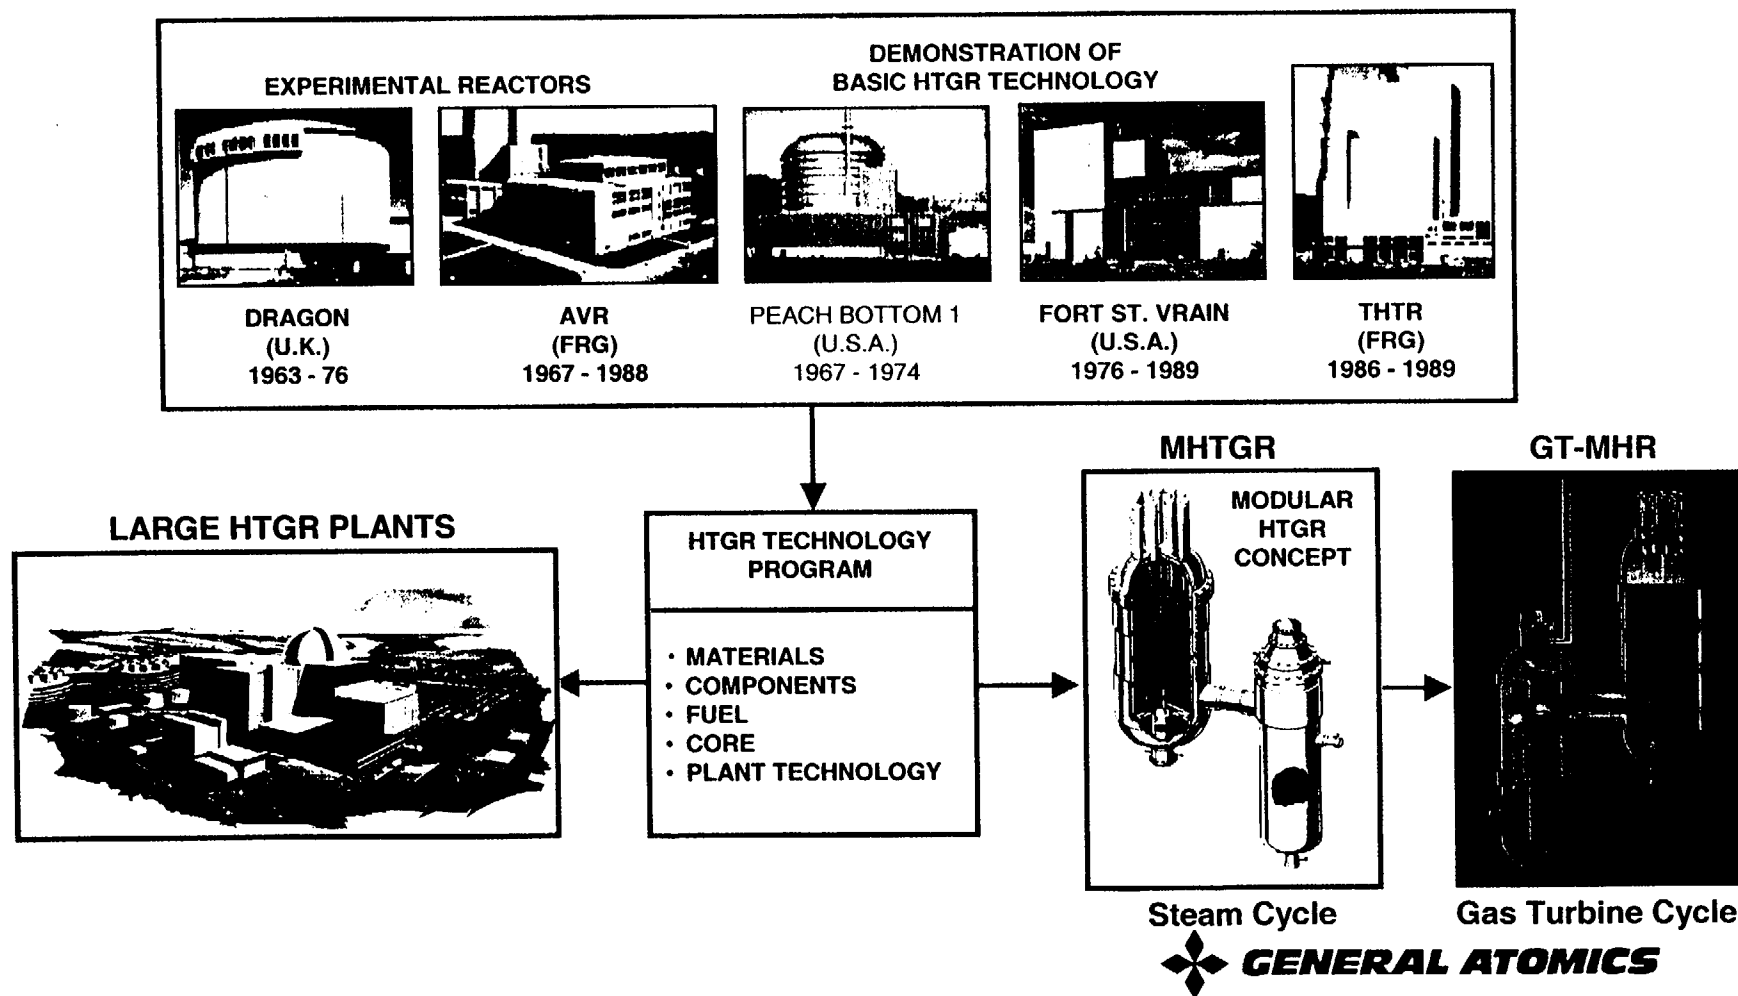 EXPERIMENTAL REACTORS
DEMONSTRATION OF
BASIC HTGR TECHNOLOGY
DRAGON
(U.K.)
1963 - 76
AVR
(FRG)
1967 - 1988
PEACH BOTTOM 1
(U.S.A.)
1967 - 1974
FORT ST. VRAIN
(U.S.A.)
1976 - 1989
THTR
(FRG)
1986 - 1989
LARGE HTGR PLANTS
HTGR TECHNOLOGY
PROGRAM
• MATERIALS
• COMPONENTS
• FUEL
• CORE
• PLANT TECHNOLOGY
MHTGR
MODULAR
HTGR
CONCEPT
Steam Cycle
GT-MHR
Gas Turbine Cycle
GENERAL ATOMICS